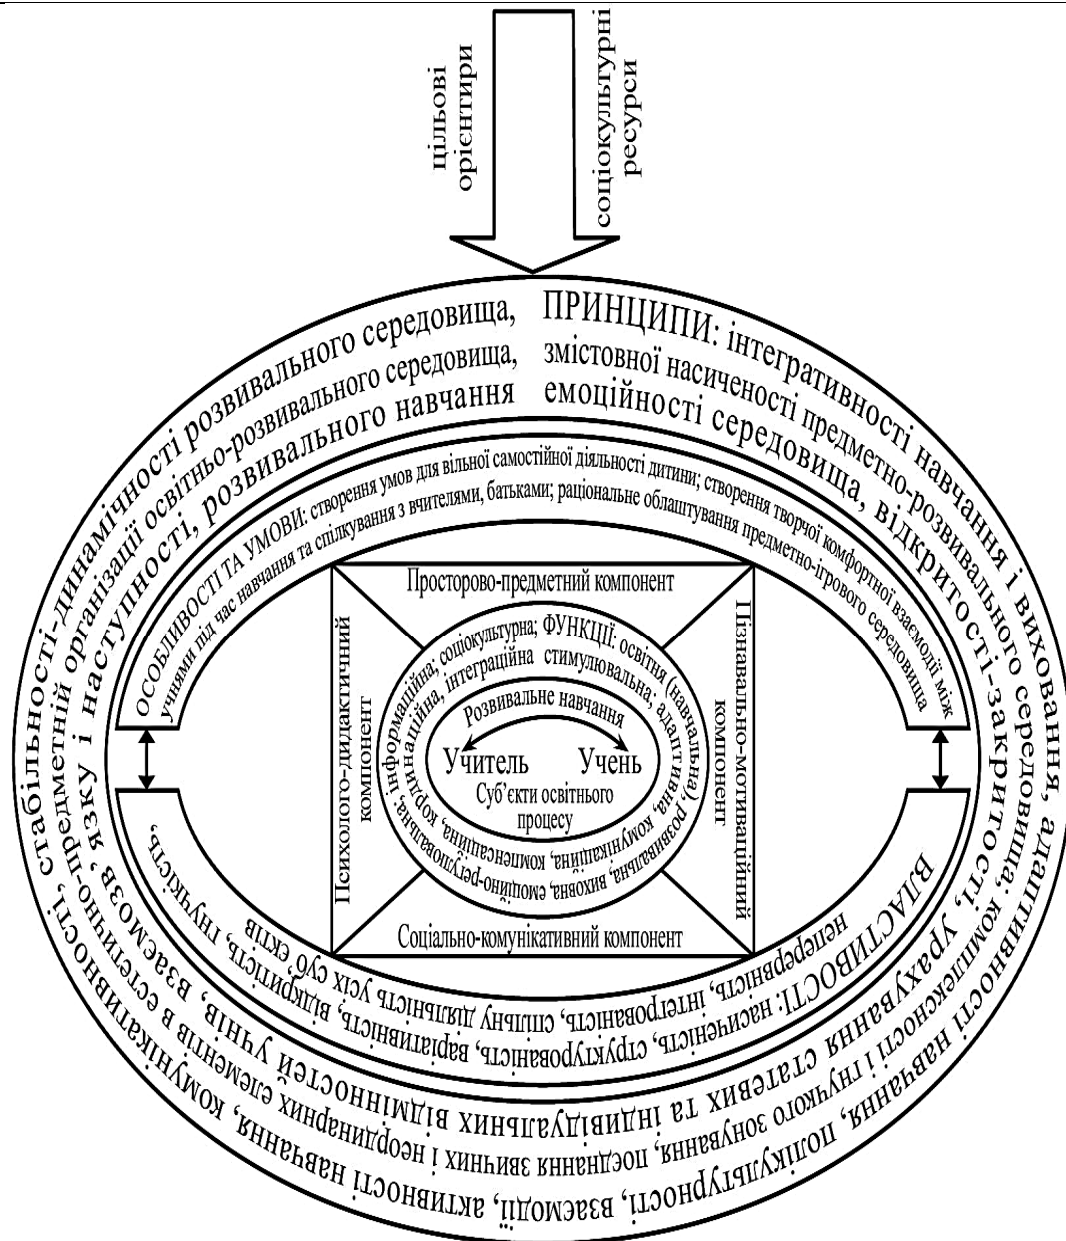 цільові
орієнтири
соціокультурні
ресурси
ПРИНЦИПИ: інтегративності навчання і виховання, адаптивності навчання, полікультурності, взаємодії, активності навчання, комунікативності, стабільності-динамічності розвивального середовища,
змістовної насиченості предметно-розвивального середовища; комплексності і гнучкого зонування, поєднання звичних і неординарних елементів в естетично-предметній організації освітньо-розвивального середовища,
емоційності середовища, відкритості-закритості, урахування статевих та індивідуальних відмінностей учнів, взаємозв’язку і наступності, розвивального навчання
ОСОБЛИВОСТІ ТА УМОВИ: створення умов для вільної самостійної діяльності дитини; створення творчої комфортної взаємодії між
учнями під час навчання та спілкування з вчителями, батьками; раціональне облаштування предметно-ігрового середовища
Просторово-предметний компонент
Психолого-дидактичний
компонент
Пізнавально-мотиваційний
компонент
ФУНКЦІЇ: освітня (навчальна), розвивальна, виховна, емоційно-регулювальна, інформаційна; соціокультурна;
стимулювальна; адаптивна, комунікаційна, компенсаційна, кординаційна, інтеграційна
Розвивальне навчання
Учитель Учень
Суб’єкти освітнього
процесу
Соціально-комунікативний компонент
ВЛАСТИВОСТІ: насиченість, структурованість, варіативність, відкритість, гнучкість,
неперервність, інтегрованість, спільну діяльність усіх суб’єктів